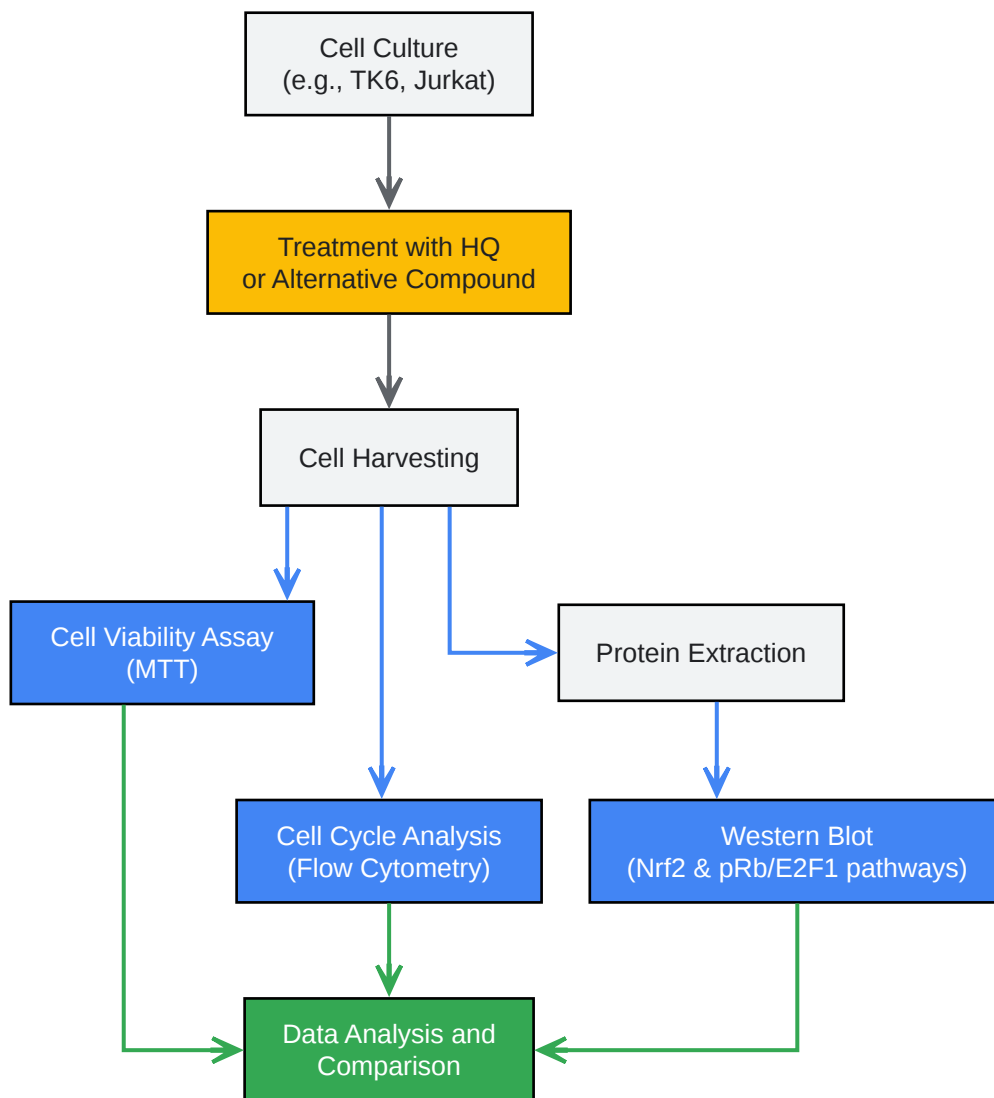 Cell Culture
(e.g., TK6, Jurkat)
Treatment with HQ
or Alternative Compound
Cell Harvesting
Cell Viability Assay
(MTT)
Protein Extraction
Cell Cycle Analysis
(Flow Cytometry)
Western Blot
(Nrf2 & pRb/E2F1 pathways)
Data Analysis and
Comparison